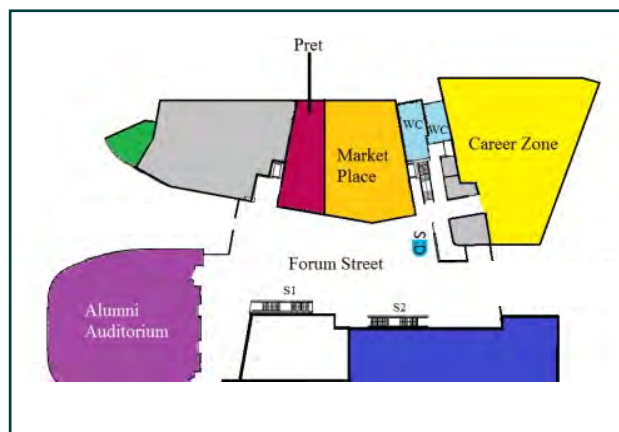 Pret
WC
WC
Market
Place
Career Zone
S:D
Forum Street
S1
S2
Alumni
Auditorium